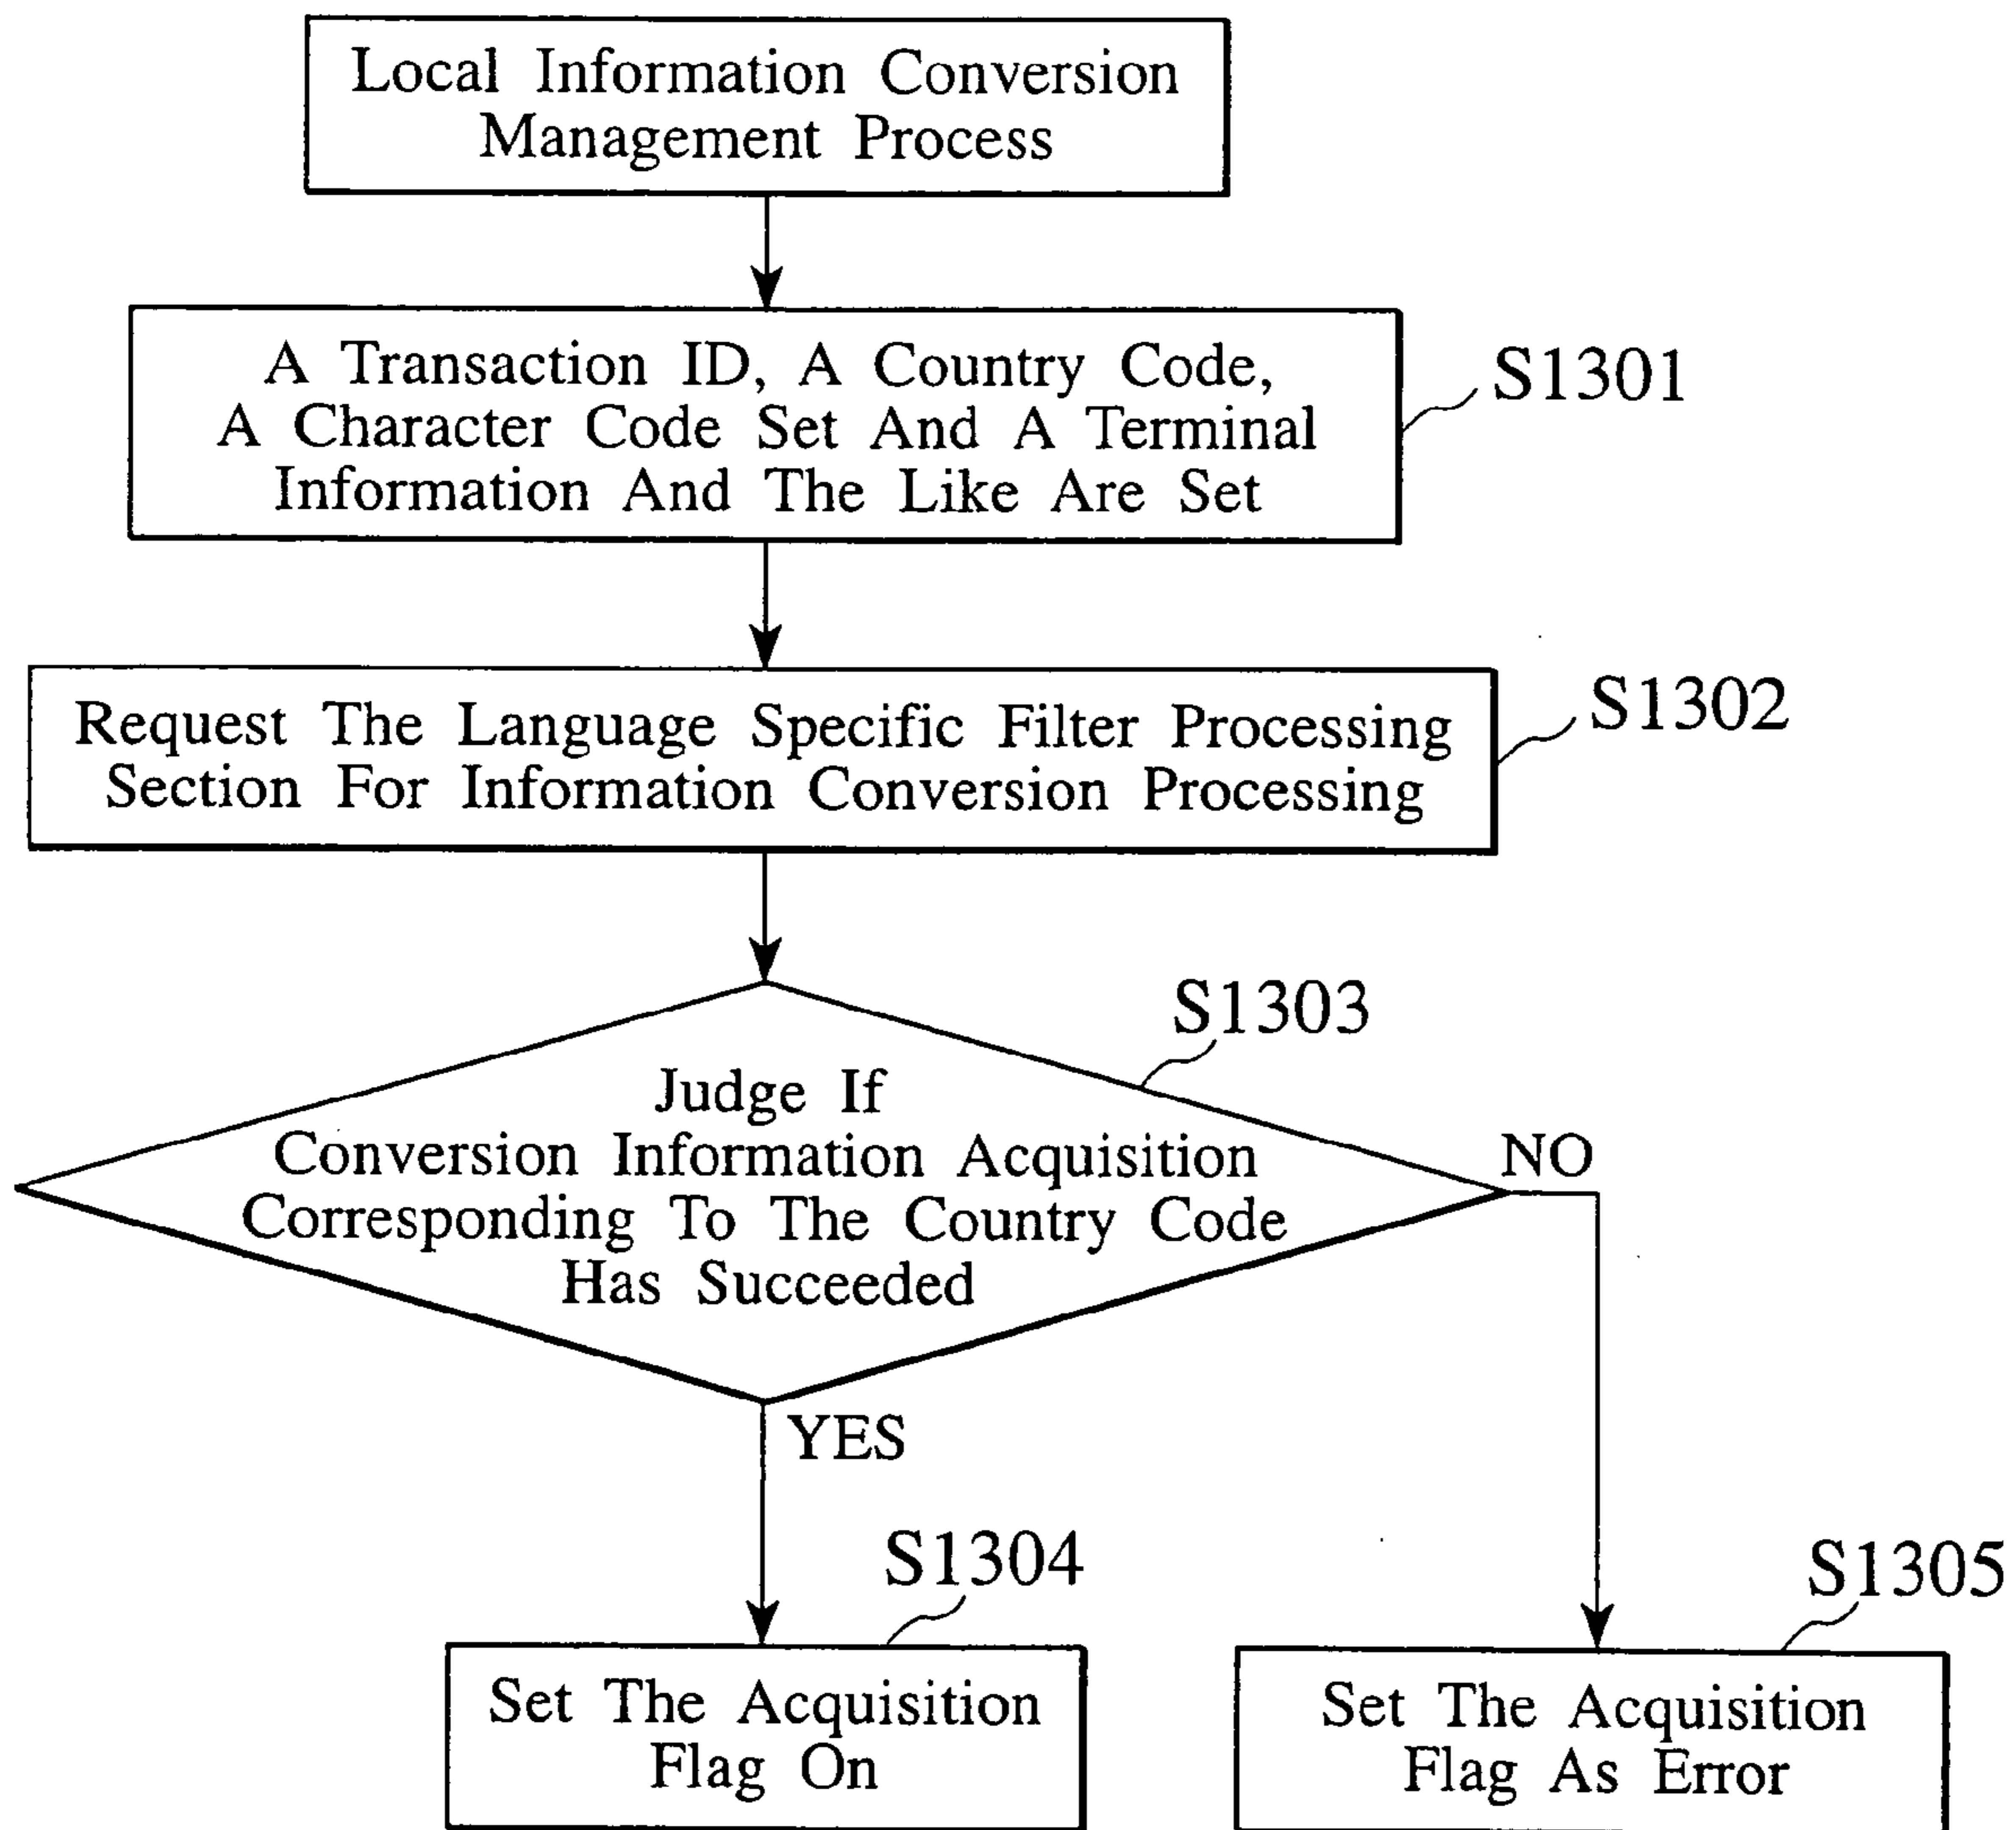 Local Information Conversion
Management Process
A Transaction ID, A Country Code,
A Character Code Set And A Terminal
Information And The Like Are Set
S1301
Request The Language Specific Filter Processing
Section For Information Conversion Processing
S1302
S1303
Judge If
Conversion Information Acquisition
Corresponding To The Country Code
Has Succeeded
NO
YES
S1304
Set The Acquisition
Flag On
S1305
Set The Acquisition
Flag As Error